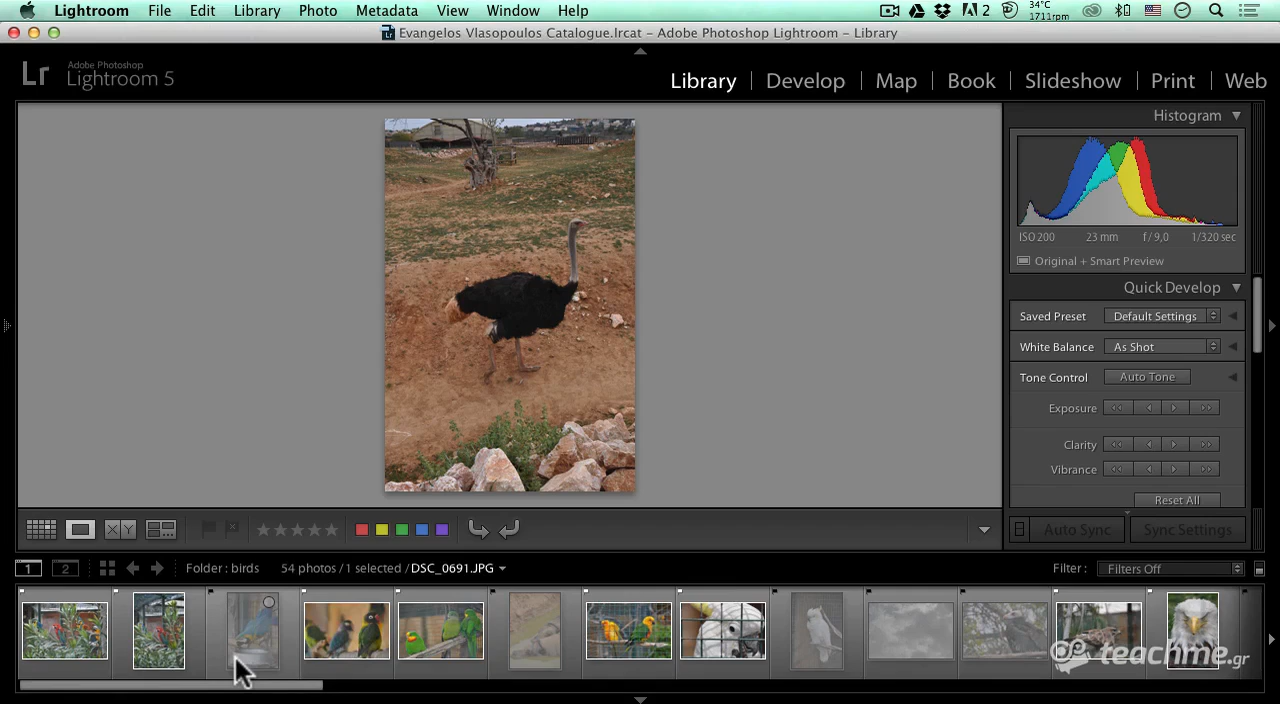 Lightroom File Edit Library Photo Metadata View Window Help 2 34°C 1711rpm
Evangelos Vlasopoulos Catalogue.lrcat – Adobe Photoshop Lightroom – Library
Lr Adobe Photoshop Lightroom 5
Library Develop Map Book Slideshow Print Web
Histogram
ISO 200 23 mm f / 9,0 1/320 sec
Original + Smart Preview
Quick Develop
Saved Preset Default Settings
White Balance As Shot
Tone Control Auto Tone
Exposure
Clarity
Vibrance
Reset All
X Y Auto Sync Sync Settings
1 2 Folder : birds 54 photos / 1 selected / DSC_0691.JPG Filter : Filters Off
teachme.gr